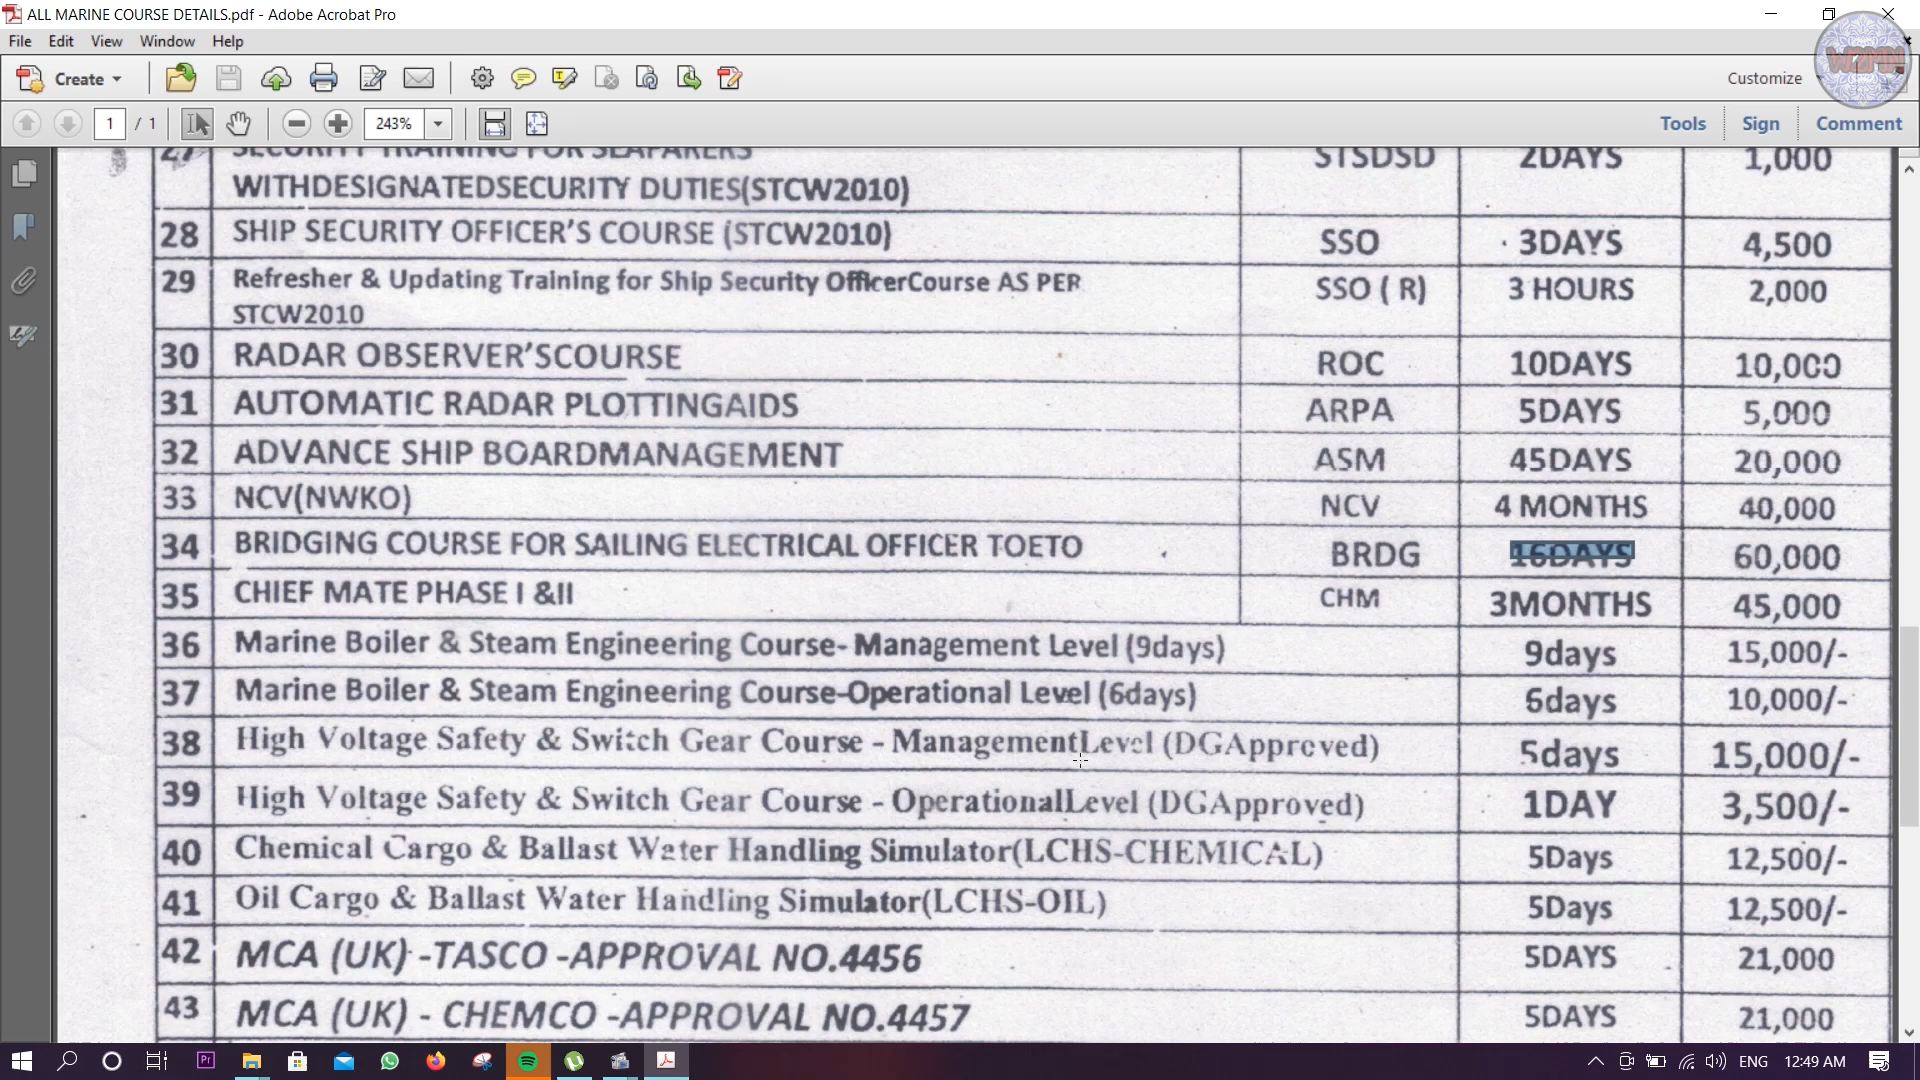 ALL MARINE COURSE DETAILS.pdf - Adobe Acrobat Pro
File Edit View Window Help
Create
Customize
1 / 1
243%
Tools Sign Comment
27 SECURITY TRAINING FOR SEAFARERS STSDSD 2DAYS 1,000
WITHDESIGNATEDSECURITY DUTIES(STCW2010)
28 SHIP SECURITY OFFICER'S COURSE (STCW2010) SSO 3DAYS 4,500
29 Refresher & Updating Training for Ship Security OfficerCourse AS PER SSO ( R) 3 HOURS 2,000
STCW2010
30 RADAR OBSERVER'SCOURSE ROC 10DAYS 10,000
31 AUTOMATIC RADAR PLOTTINGAIDS ARPA 5DAYS 5,000
32 ADVANCE SHIP BOARDMANAGEMENT ASM 45DAYS 20,000
33 NCV(NWKO) NCV 4 MONTHS 40,000
34 BRIDGING COURSE FOR SAILING ELECTRICAL OFFICER TOETO BRDG 16DAYS 60,000
35 CHIEF MATE PHASE I &II CHM 3MONTHS 45,000
36 Marine Boiler & Steam Engineering Course- Management Level (9days) 9days 15,000/-
37 Marine Boiler & Steam Engineering Course-Operational Level (6days) 6days 10,000/-
38 High Voltage Safety & Switch Gear Course - ManagementLevel (DGApproved) 5days 15,000/-
39 High Voltage Safety & Switch Gear Course - OperationalLevel (DGApproved) 1DAY 3,500/-
40 Chemical Cargo & Ballast Water Handling Simulator(LCHS-CHEMICAL) 5Days 12,500/-
41 Oil Cargo & Ballast Water Handling Simulator(LCHS-OIL) 5Days 12,500/-
42 MCA (UK) -TASCO -APPROVAL NO.4456 5DAYS 21,000
43 MCA (UK) - CHEMCO -APPROVAL NO.4457 5DAYS 21,000
Pr
ENG 12:49 AM